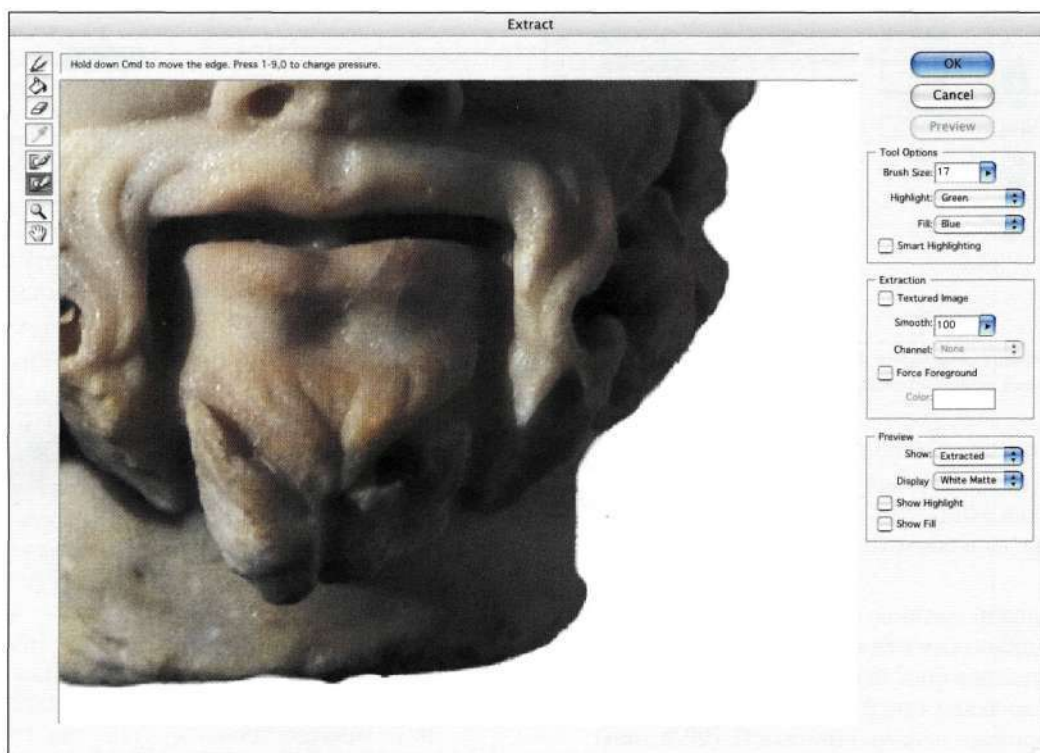 Extract
Hold down Cmd to move the edge. Press 1-9,0 to change pressure.
OK
Cancel
Preview
Tool Options
Brush Size: 17
Highlight: Green
Fill: Blue
Smart Highlighting
Extraction
Textured Image
Smooth: 100
Channel: None
Force Foreground
Color:
Preview
Show: Extracted
Display White Matte
Show Highlight
Show Fill